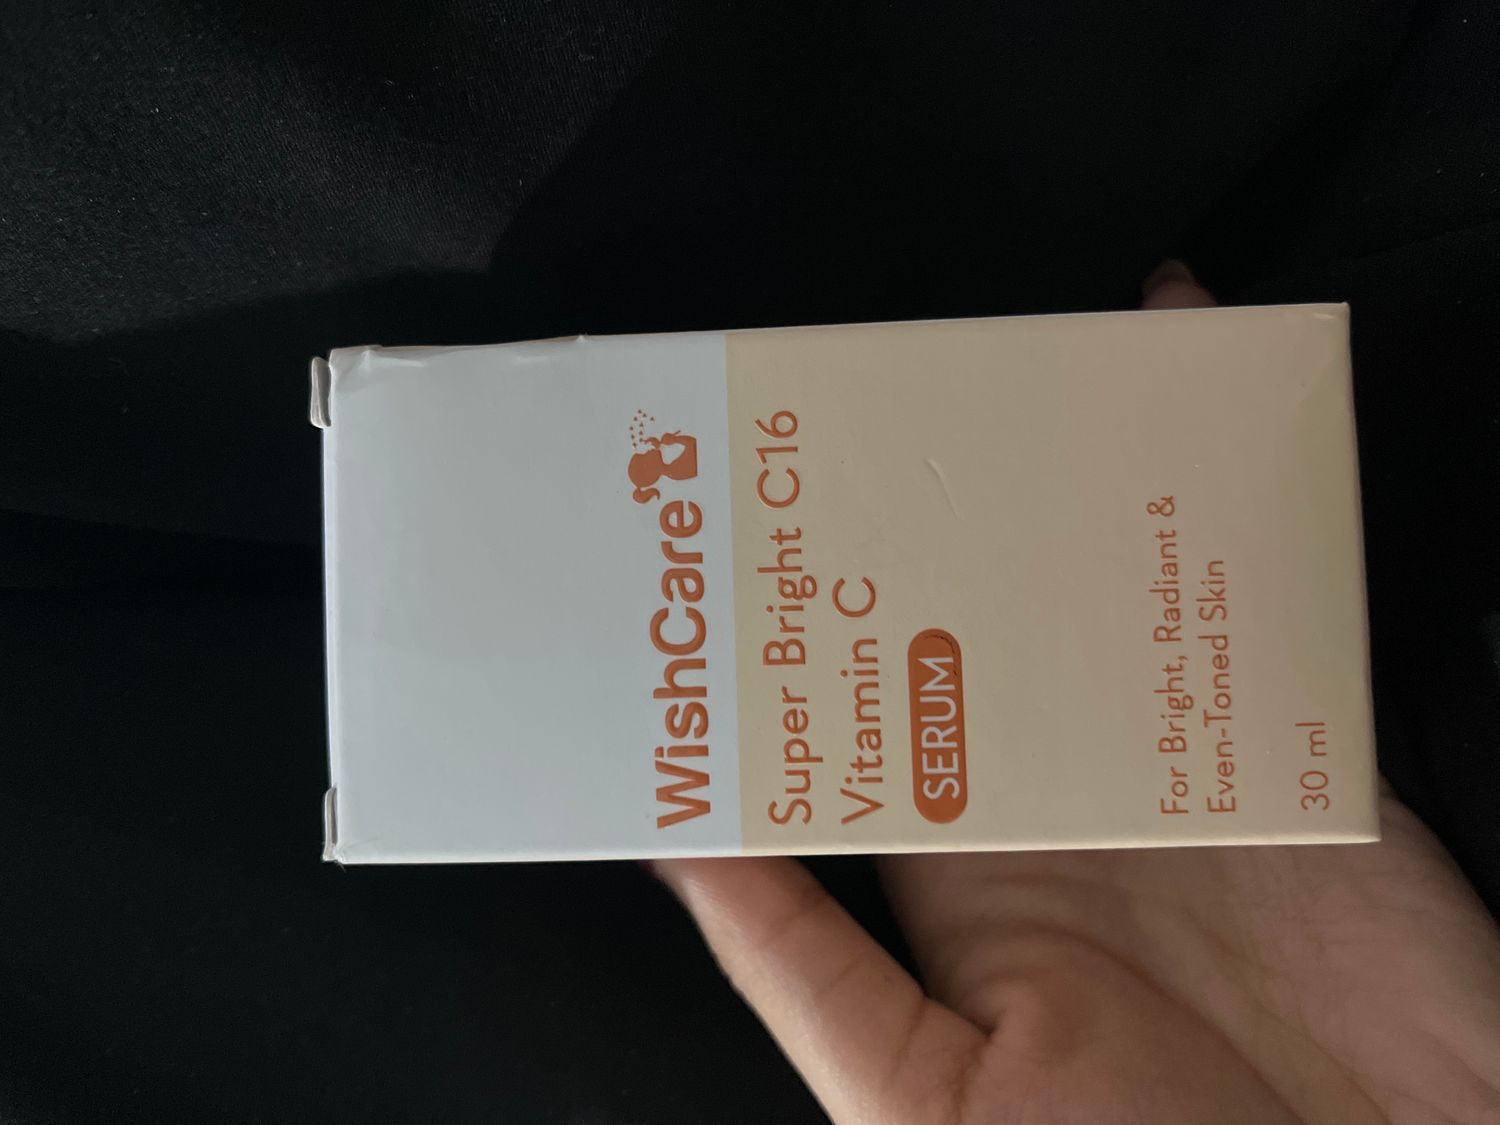 WishCare
Super Bright C16
Vitamin C
SERUM
For Bright, Radiant &
Even-Toned Skin
30 ml